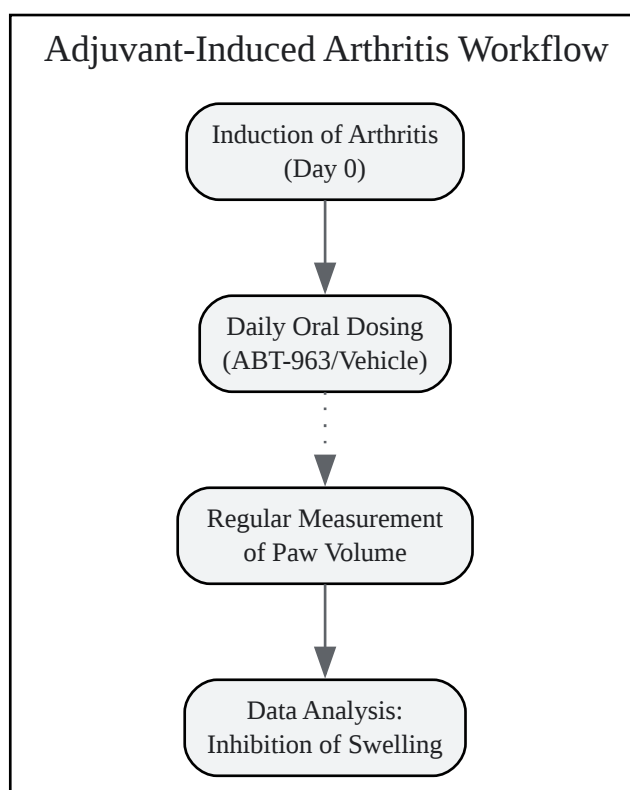 Adjuvant-Induced Arthritis Workflow
Induction of Arthritis
(Day 0)
Daily Oral Dosing
(ABT-963/Vehicle)
Regular Measurement
of Paw Volume
Data Analysis:
Inhibition of Swelling